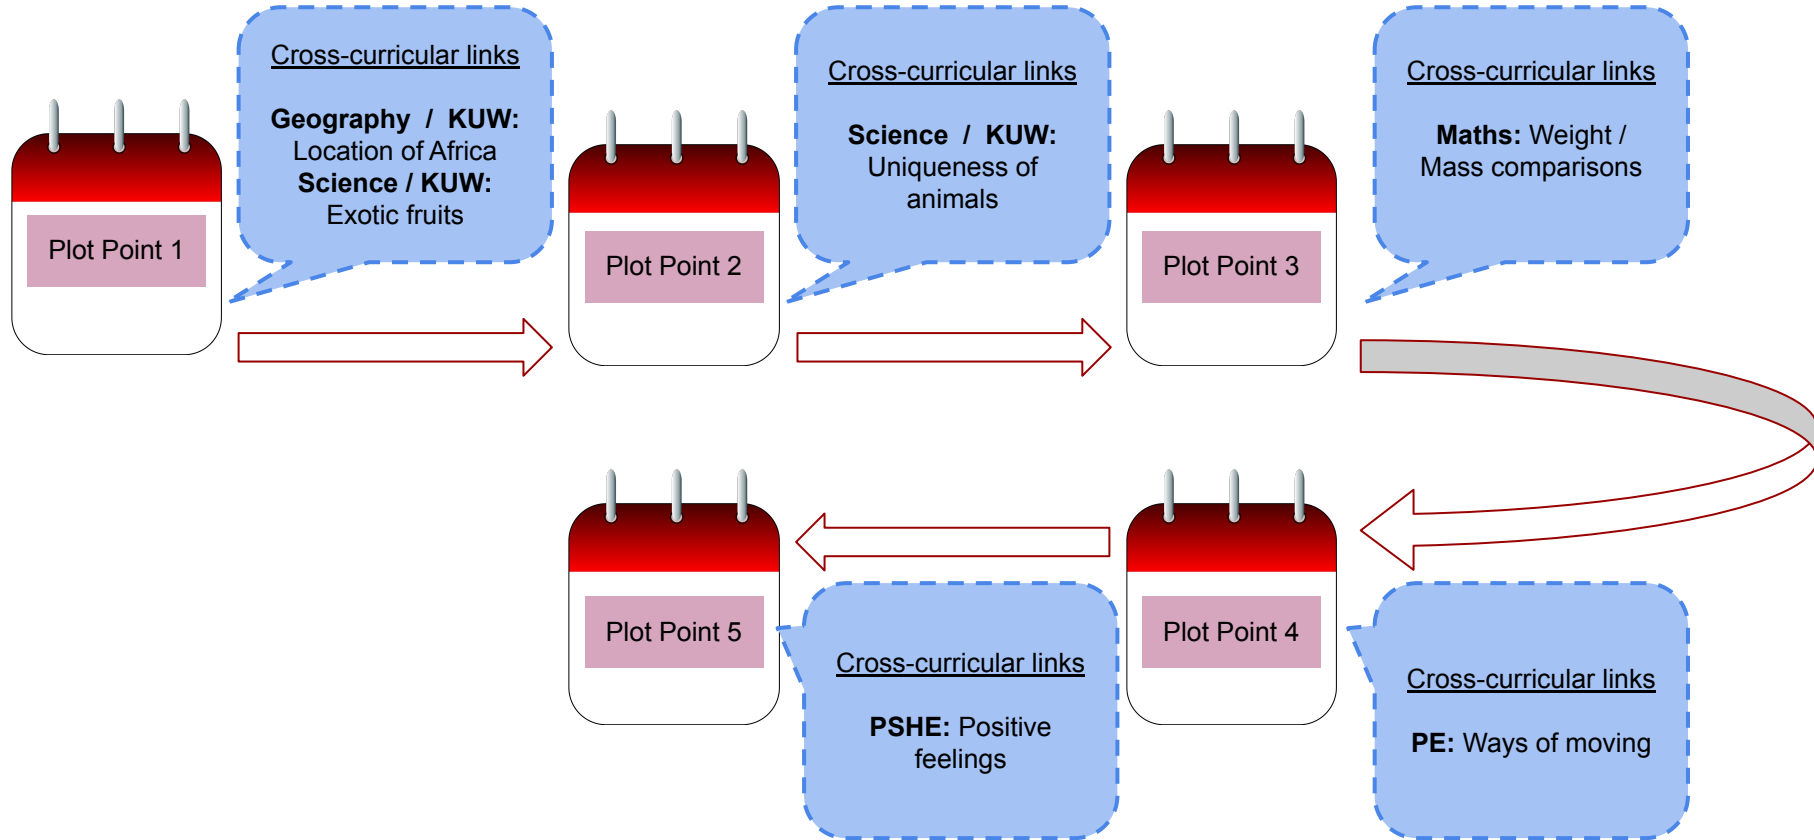 Plot Point 1
Cross-curricular links
Geography / KUW:
Location of Africa
Science / KUW:
Exotic fruits
Plot Point 2
Cross-curricular links
Science / KUW:
Uniqueness of
animals
Plot Point 3
Cross-curricular links
Maths: Weight /
Mass comparisons
Plot Point 4
Cross-curricular links
PE: Ways of moving
Plot Point 5
Cross-curricular links
PSHE: Positive
feelings